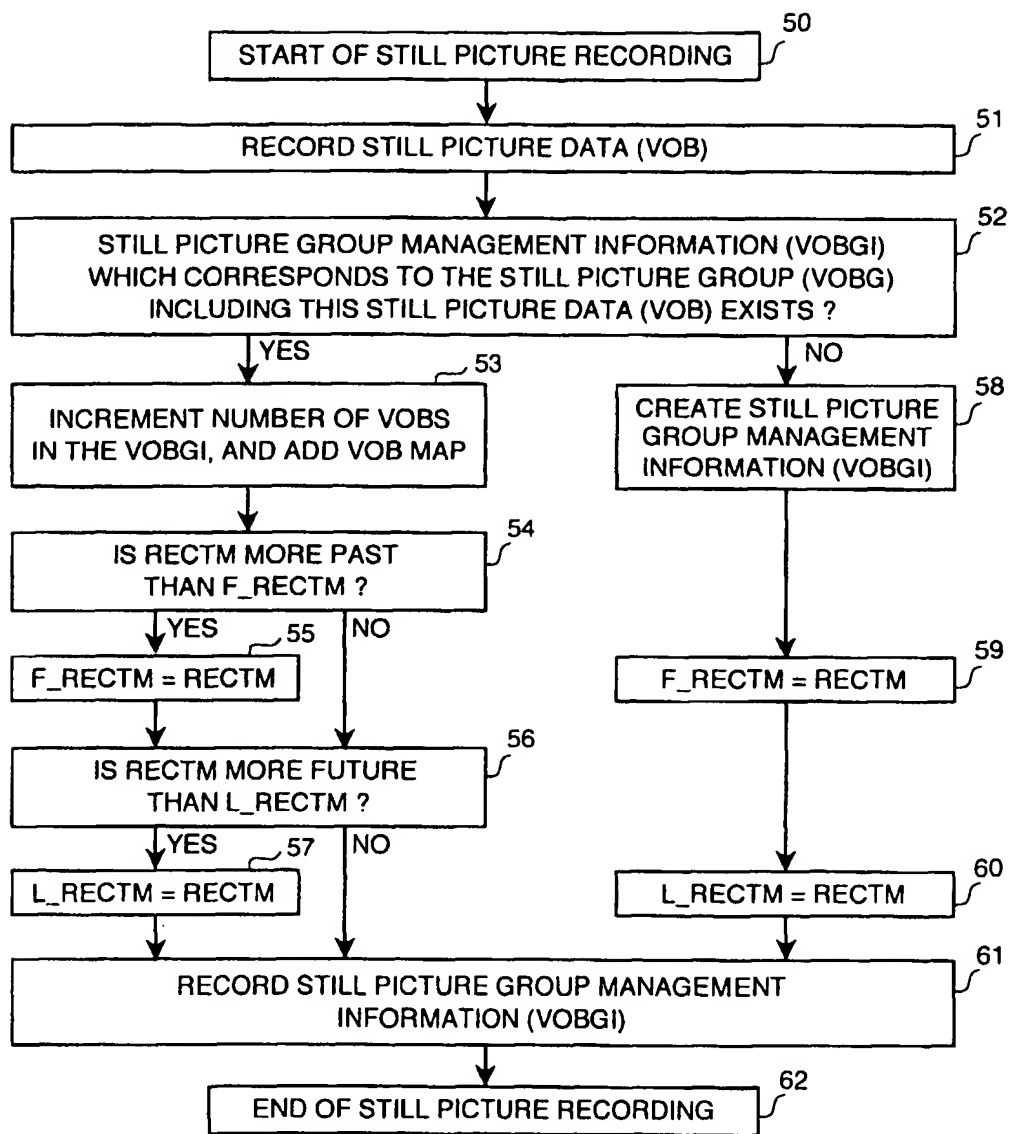 50
START OF STILL PICTURE RECORDING
51
RECORD STILL PICTURE DATA (VOB)
52
STILL PICTURE GROUP MANAGEMENT INFORMATION (VOBGI)
WHICH CORRESPONDS TO THE STILL PICTURE GROUP (VOBG)
INCLUDING THIS STILL PICTURE DATA (VOB) EXISTS ?
YES
NO
53
INCREMENT NUMBER OF VOBS
IN THE VOBGI, AND ADD VOB MAP
58
CREATE STILL PICTURE
GROUP MANAGEMENT
INFORMATION (VOBGI)
54
IS RECTM MORE PAST
THAN F_RECTM ?
YES
NO
55
F_RECTM = RECTM
59
F_RECTM = RECTM
56
IS RECTM MORE FUTURE
THAN L_RECTM ?
YES
NO
57
L_RECTM = RECTM
60
L_RECTM = RECTM
61
RECORD STILL PICTURE GROUP MANAGEMENT
INFORMATION (VOBGI)
62
END OF STILL PICTURE RECORDING